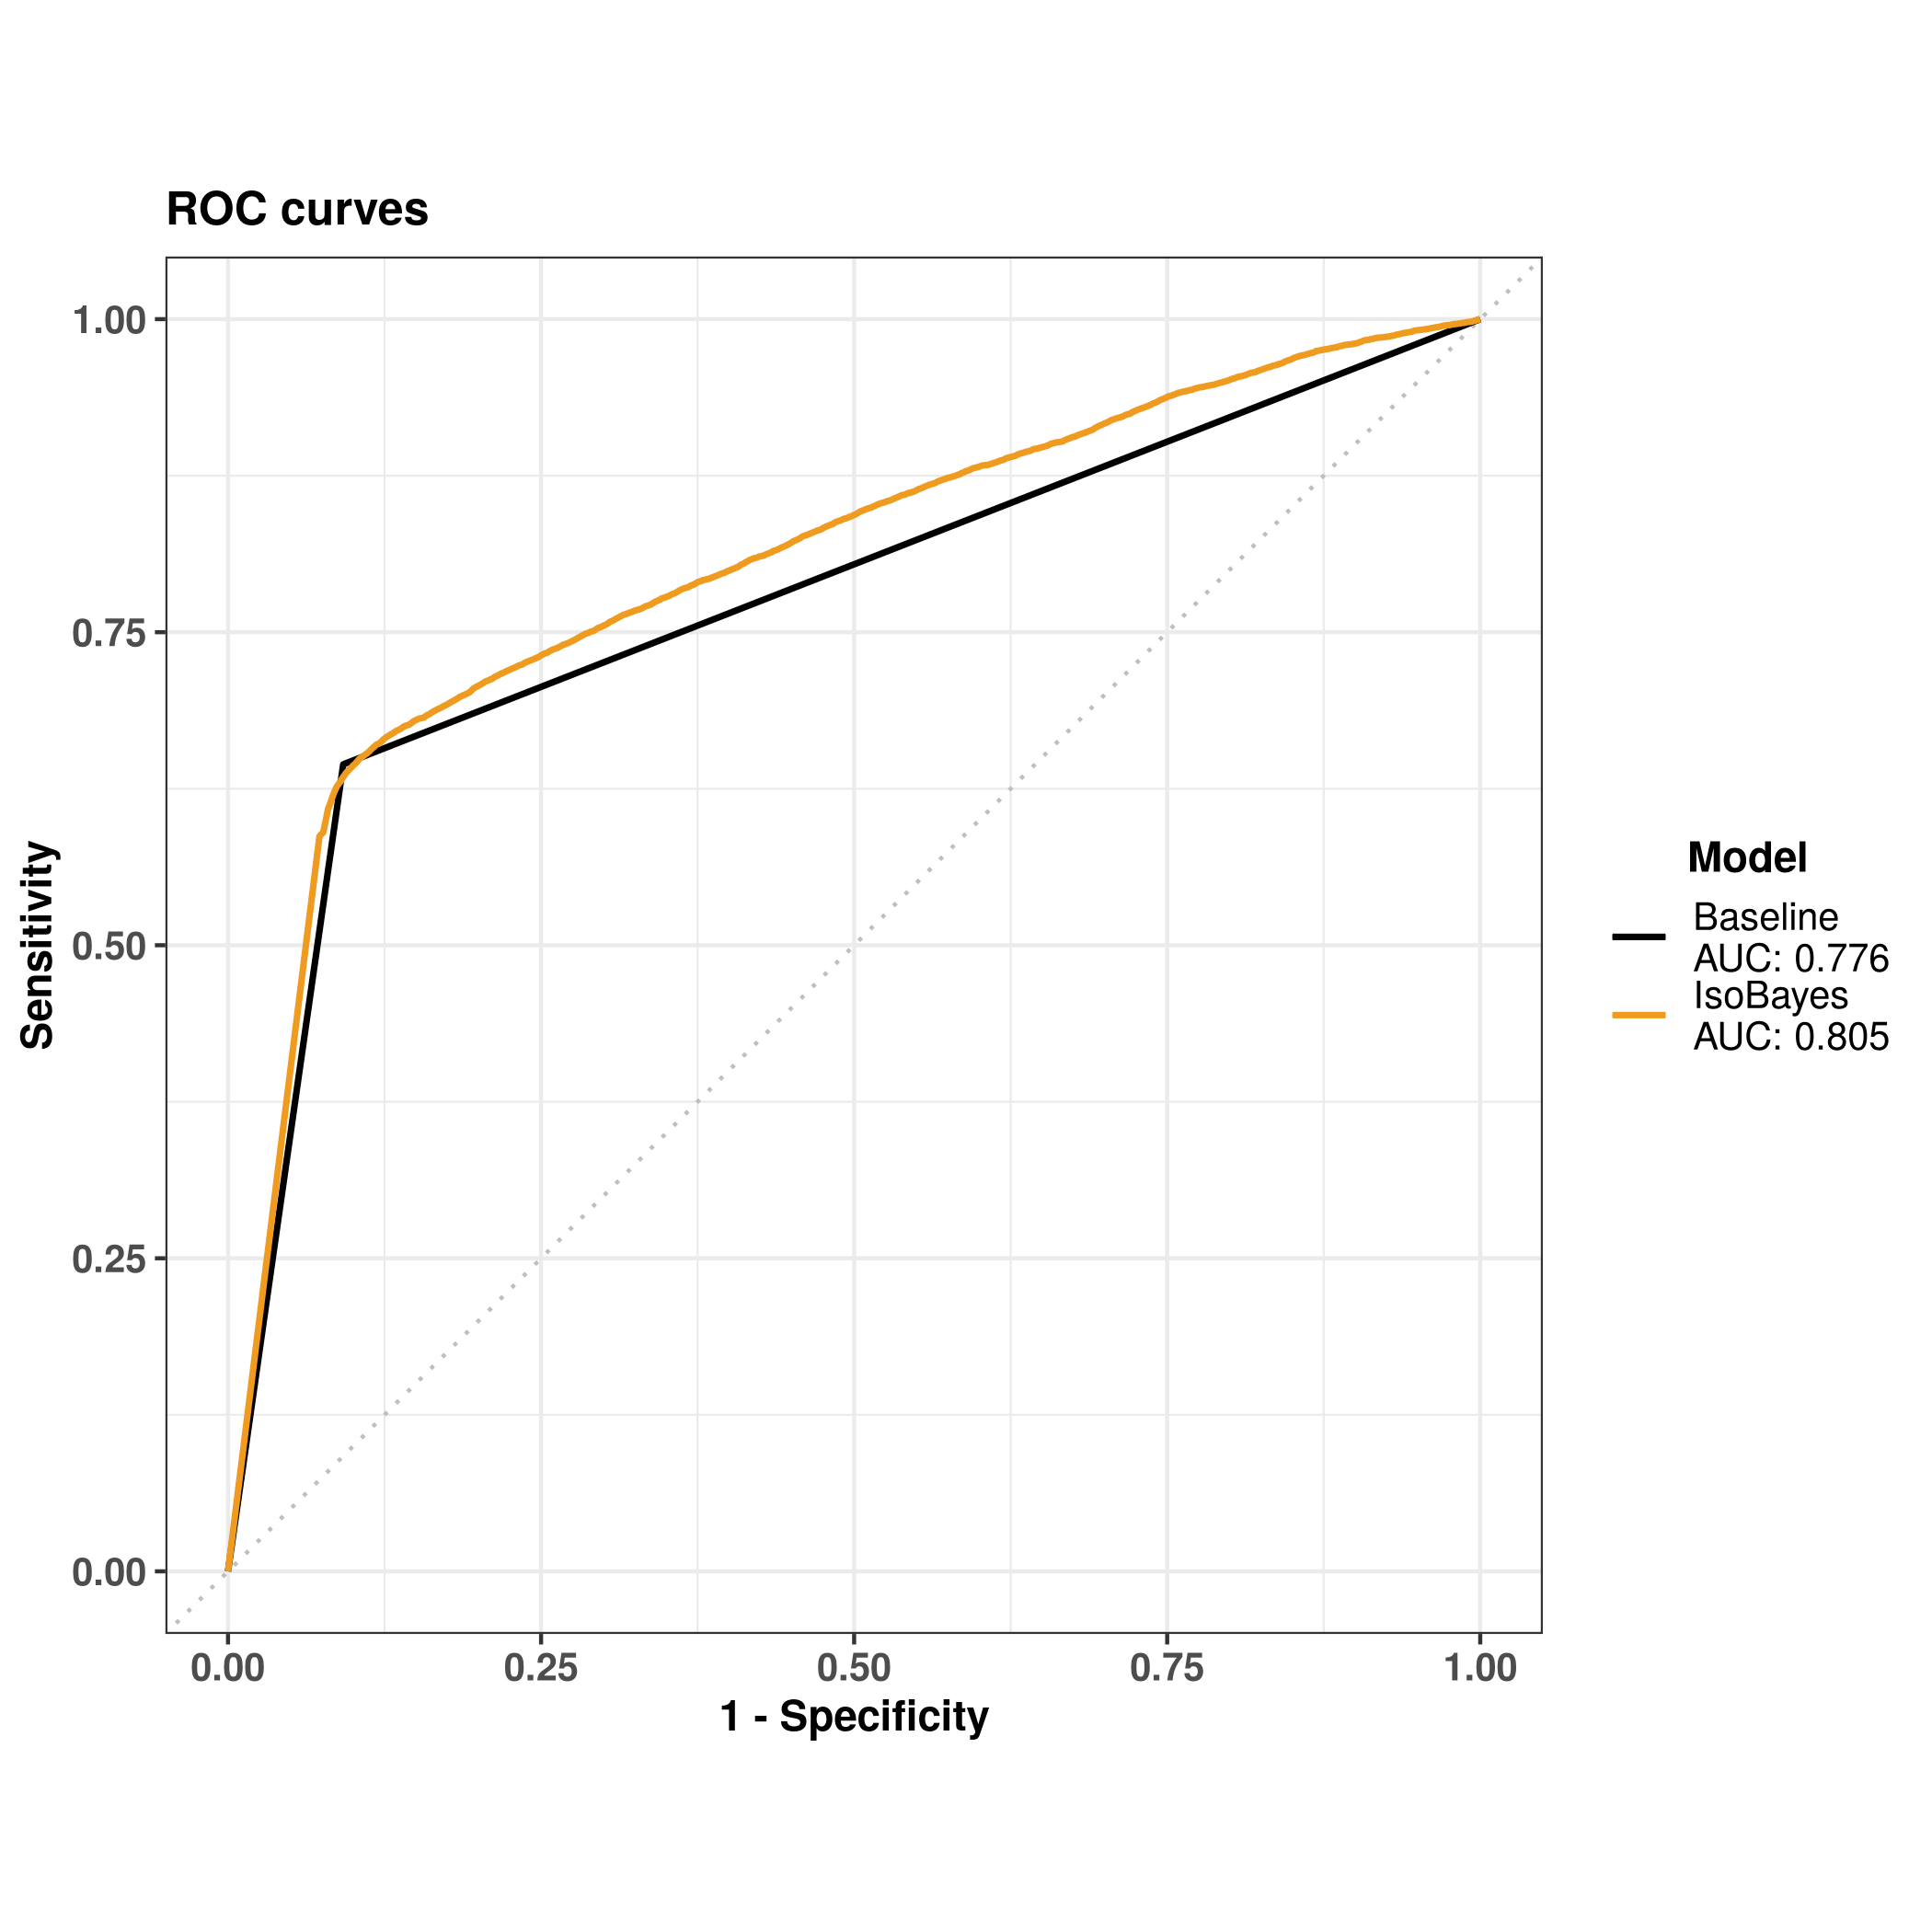 ROC curves
1.00
0.75
0.50
0.25
0.00
Sensitivity
0.00 0.25 0.50 0.75 1.00
1 - Specificity
Model
Baseline
AUC: 0.776
IsoBayes
AUC: 0.805